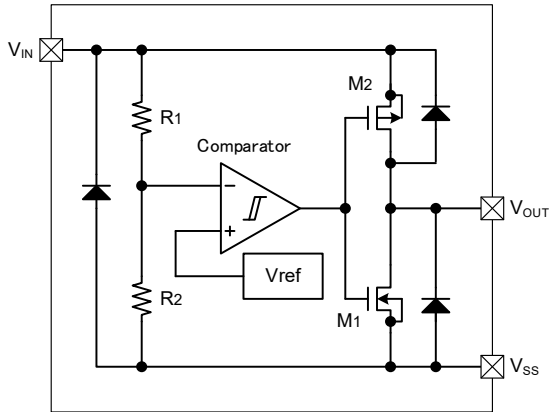 VIN
M2
R1
Comparator
−
VOUT
+
Vref
R2
M1
VSS